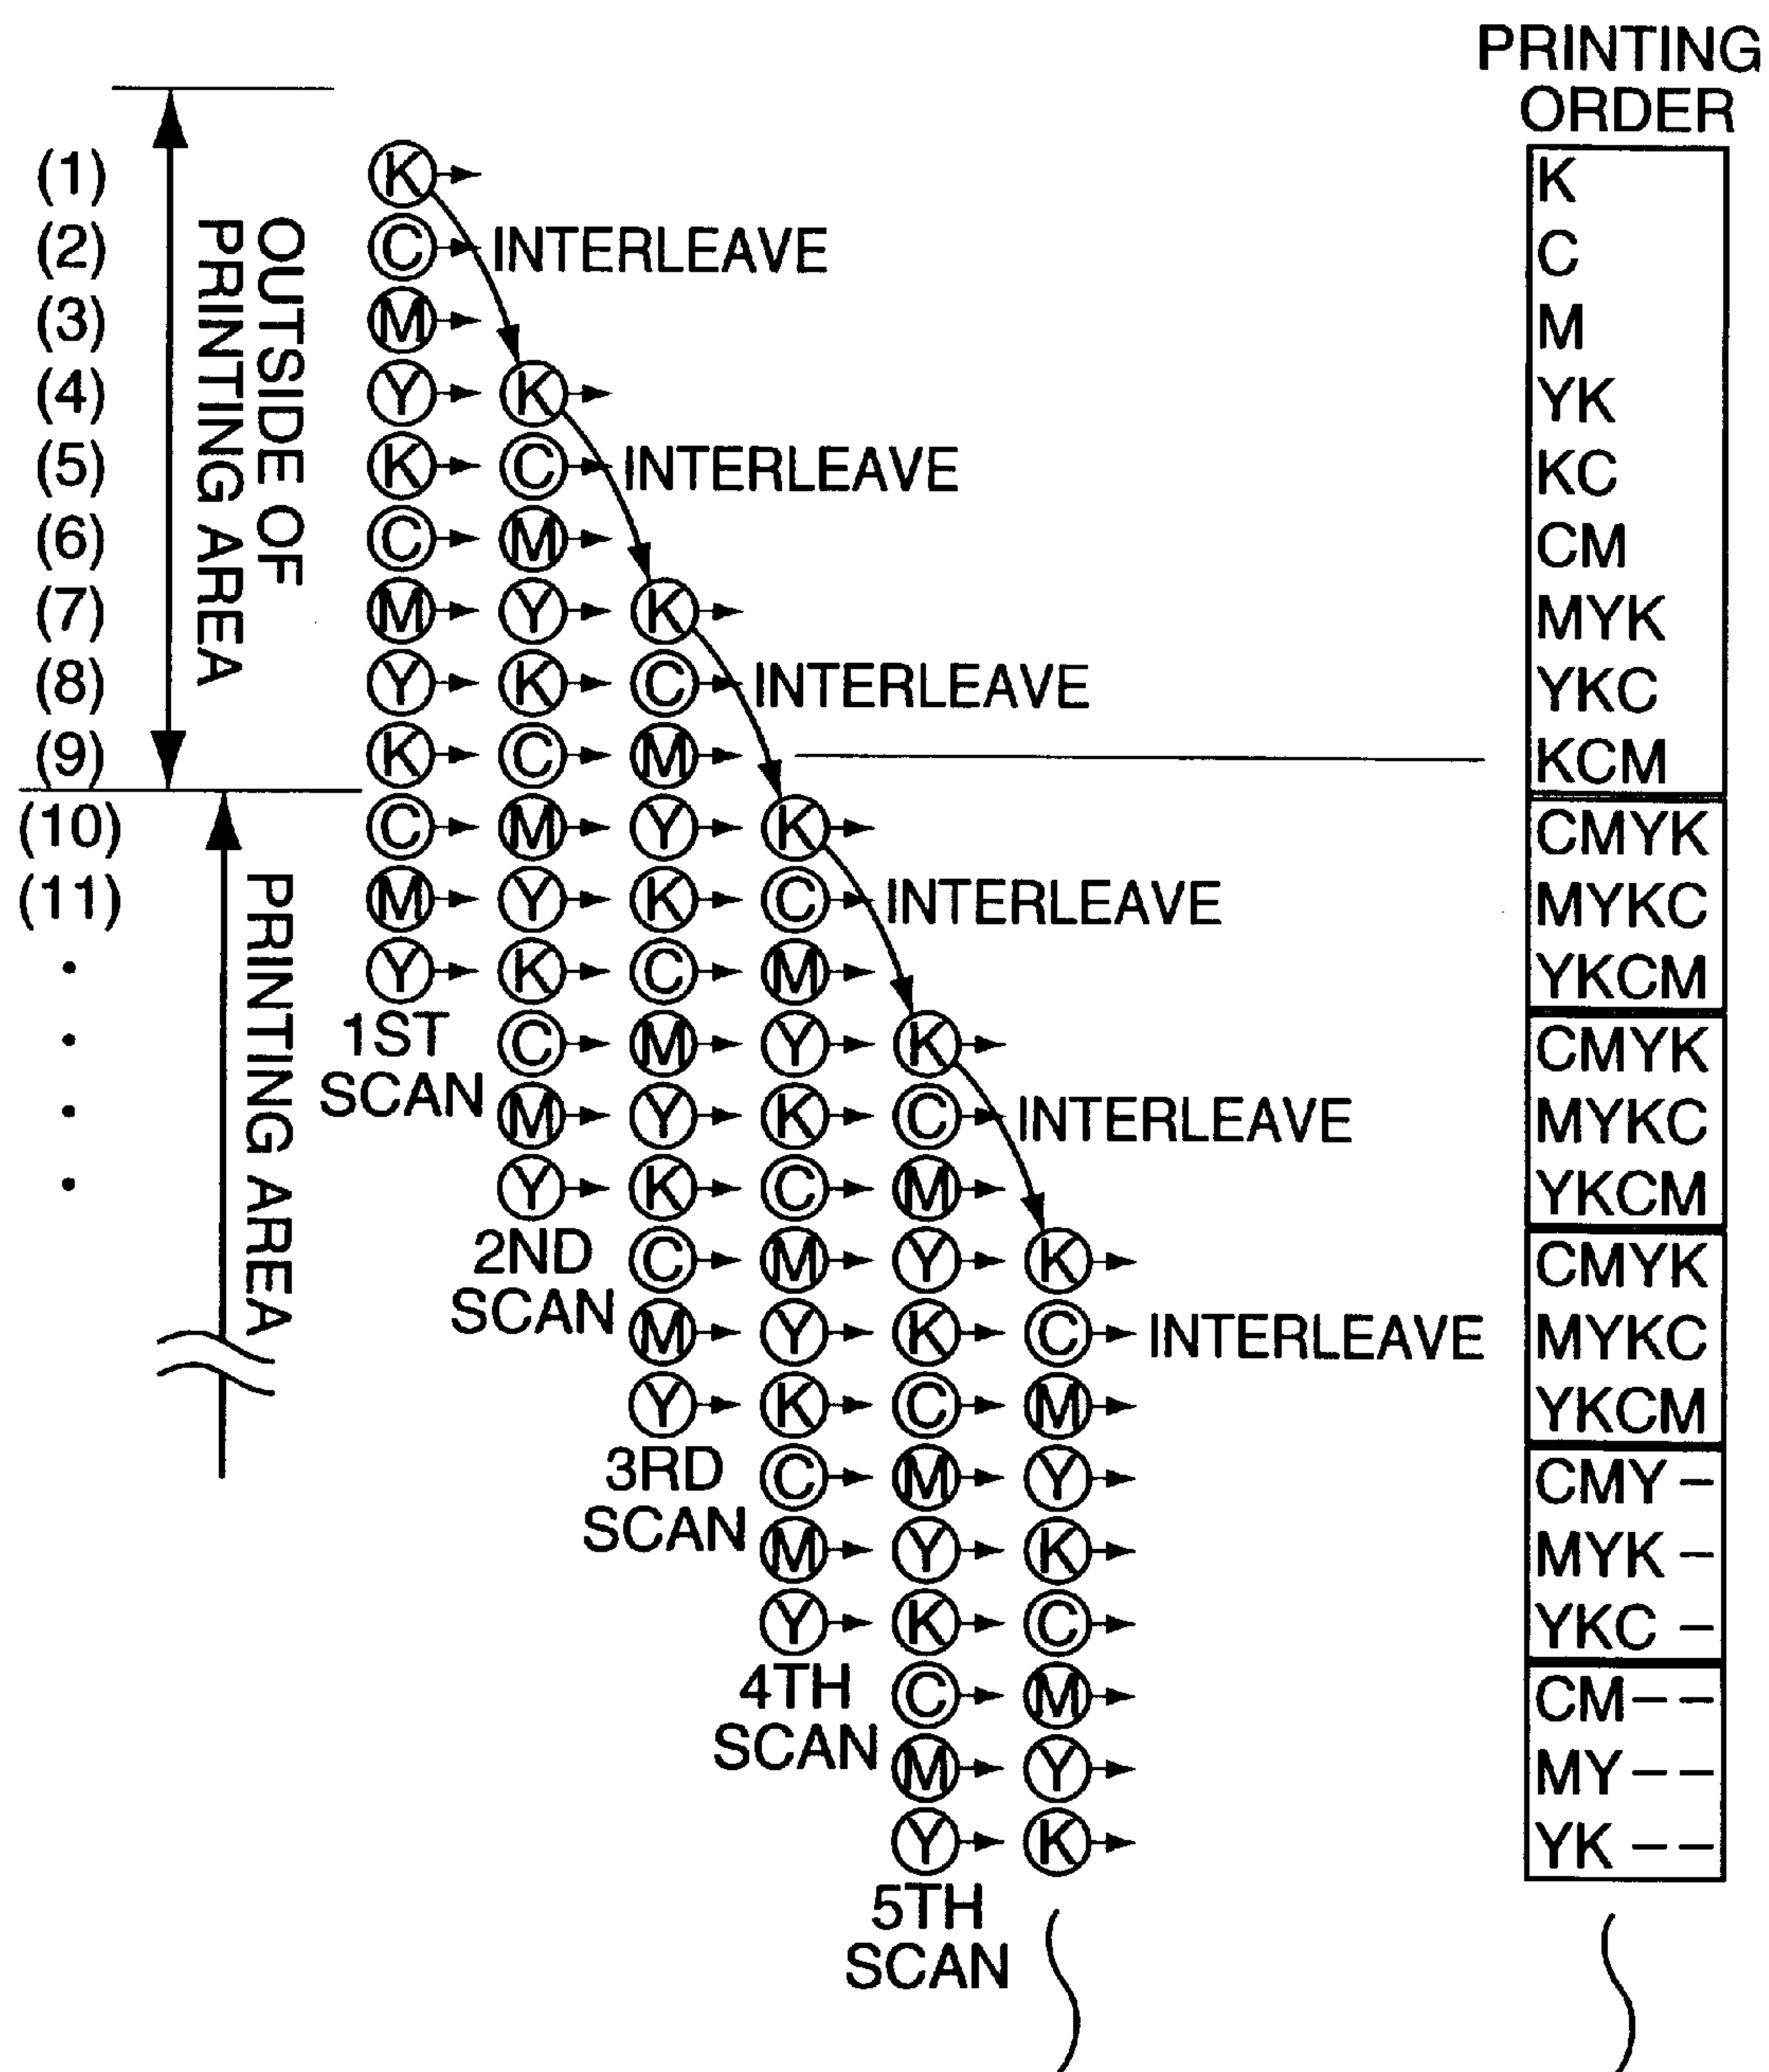 PRINTING
ORDER
(1) K K
(2) C INTERLEAVE C
(3) M M
(4) Y K YK
(5) K C INTERLEAVE KC
(6) C M CM
(7) M Y K MYK
(8) Y K C INTERLEAVE YKC
(9) K C M KCM
OUTSIDE OF
PRINTING AREA
(10) C M Y K CMYK
(11) M Y K C INTERLEAVE MYKC
Y K C M YKCM
1ST
SCAN
C M Y K CMYK
M Y K C INTERLEAVE MYKC
Y K C M YKCM
PRINTING AREA
2ND
SCAN
C M Y K CMYK
M Y K C INTERLEAVE MYKC
Y K C M YKCM
3RD
SCAN
C M Y CMY –
M Y K MYK –
Y K C YKC –
4TH
SCAN
C M CM – –
M Y MY – –
Y K YK – –
5TH
SCAN